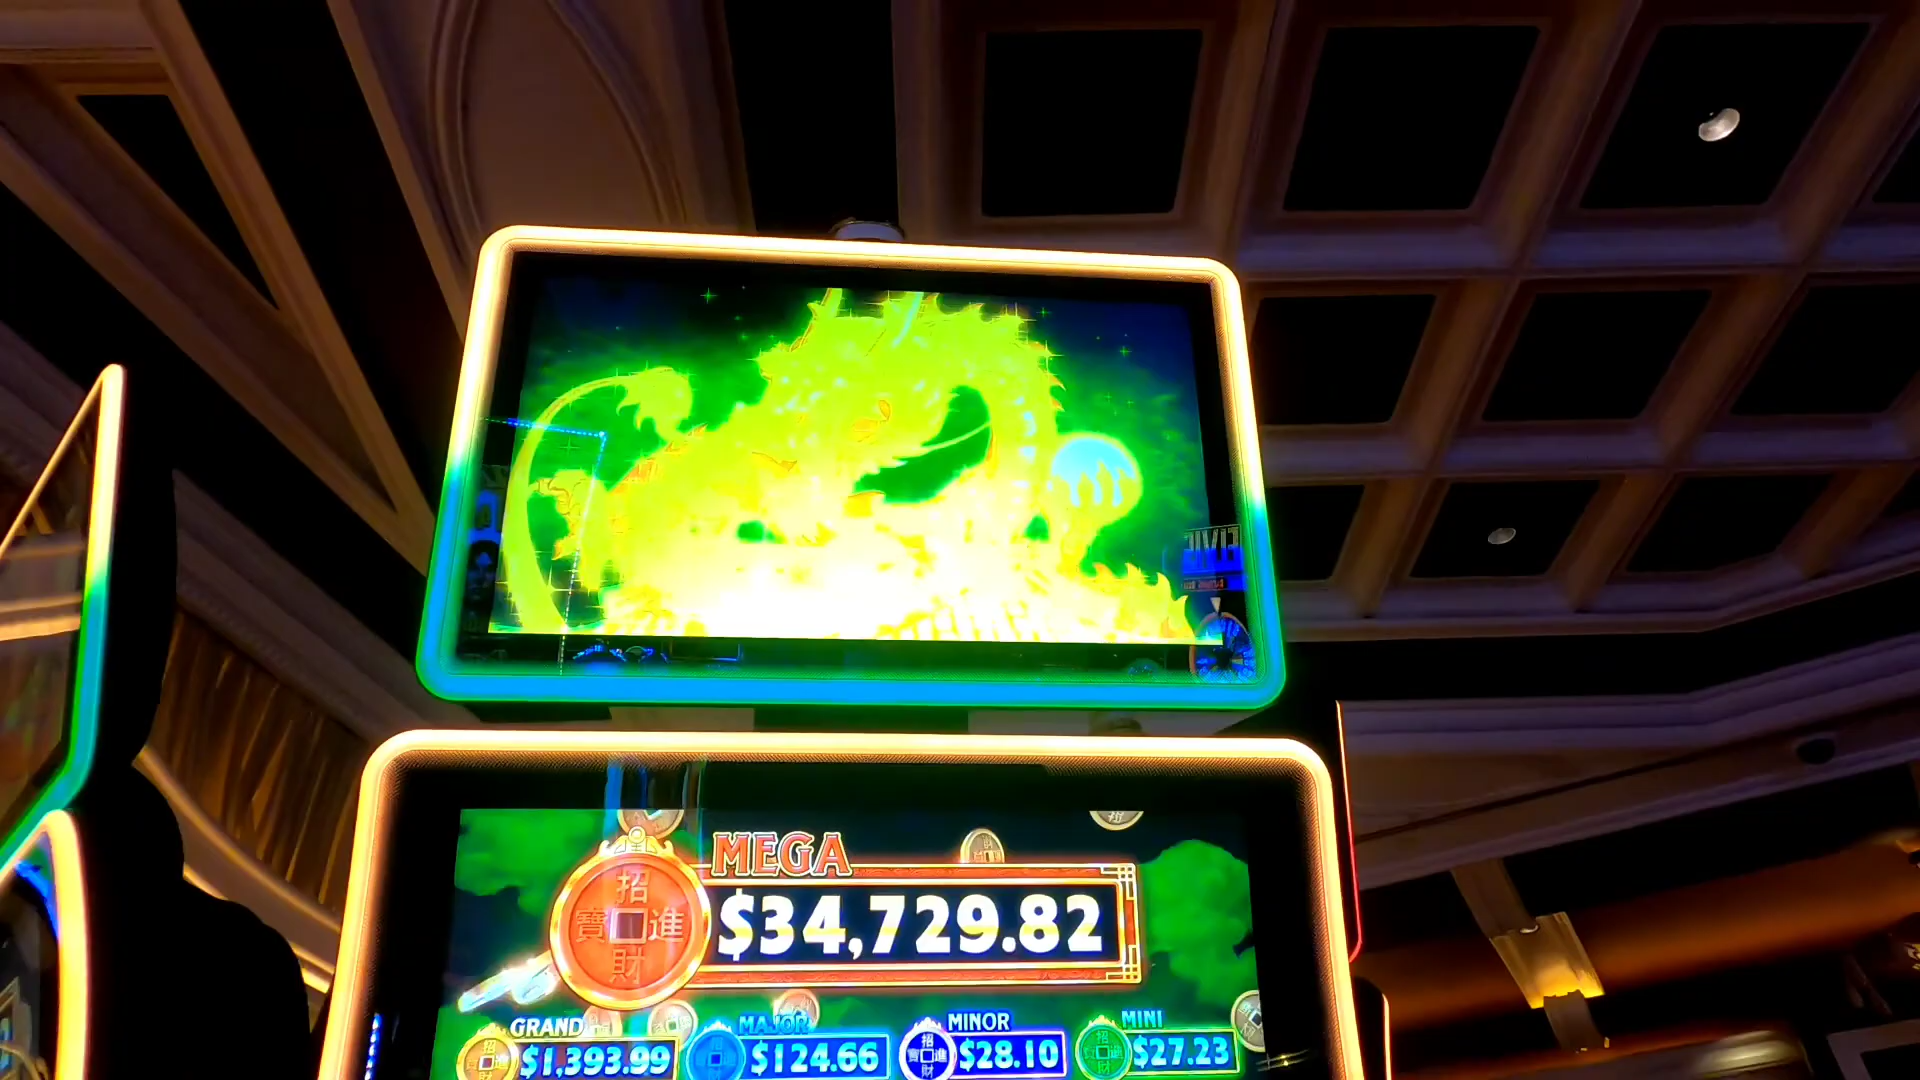 MEGA
招
寶進
財
$34,729.82
GRAND
MAJOR
MINOR
MINI
$1,393.99
$124.66
$28.10
$27.23